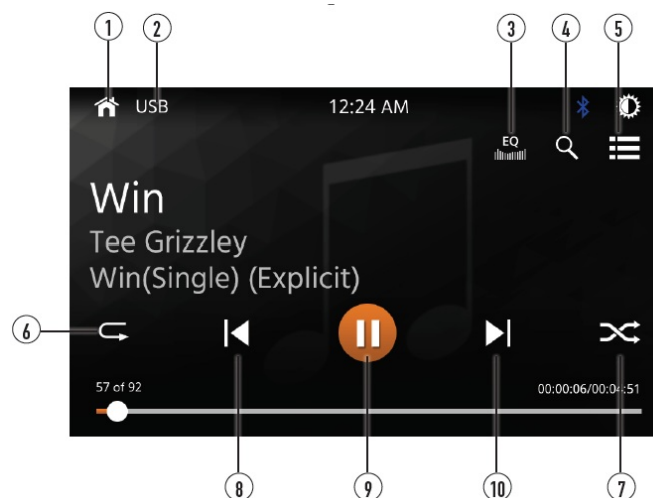 1 2 3 4 5
USB 12:24 AM
EQ
Win
Tee Grizzley
Win(Single) (Explicit)
6
57 of 92 00:00:06/00:04:51
8 9 10 7